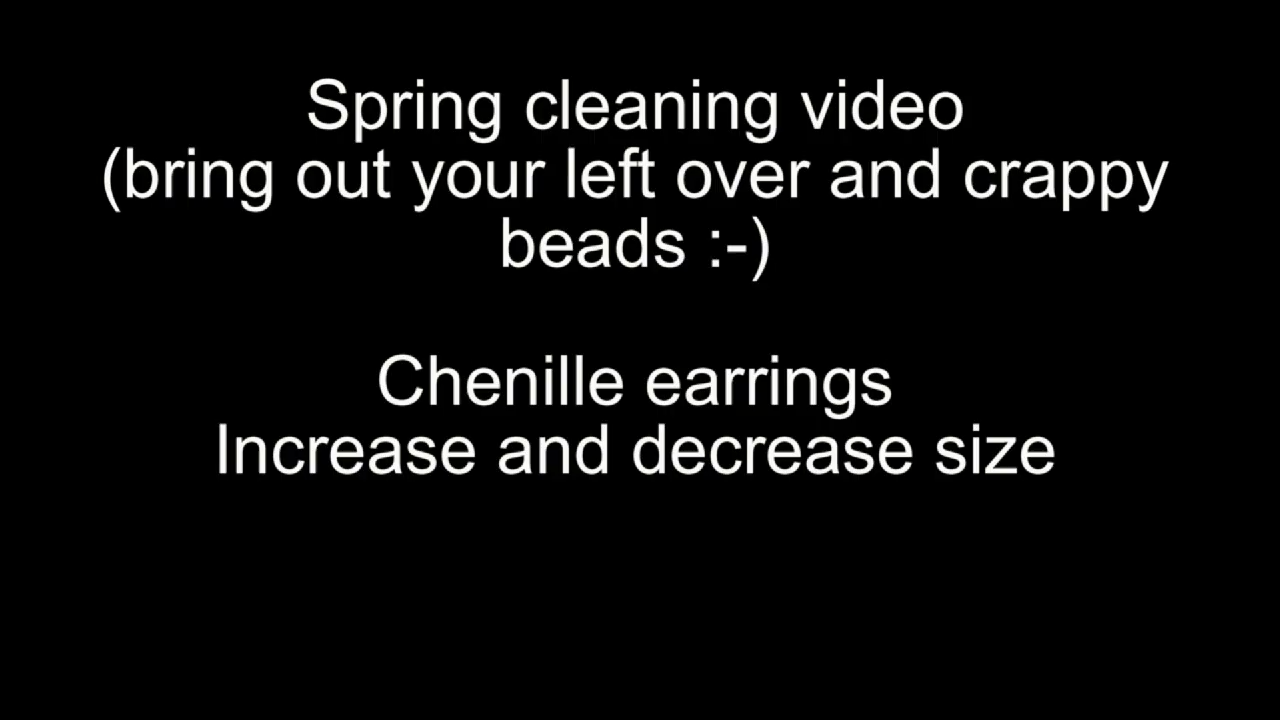 Spring cleaning video
(bring out your left over and crappy
beads :-)
Chenille earrings
Increase and decrease size